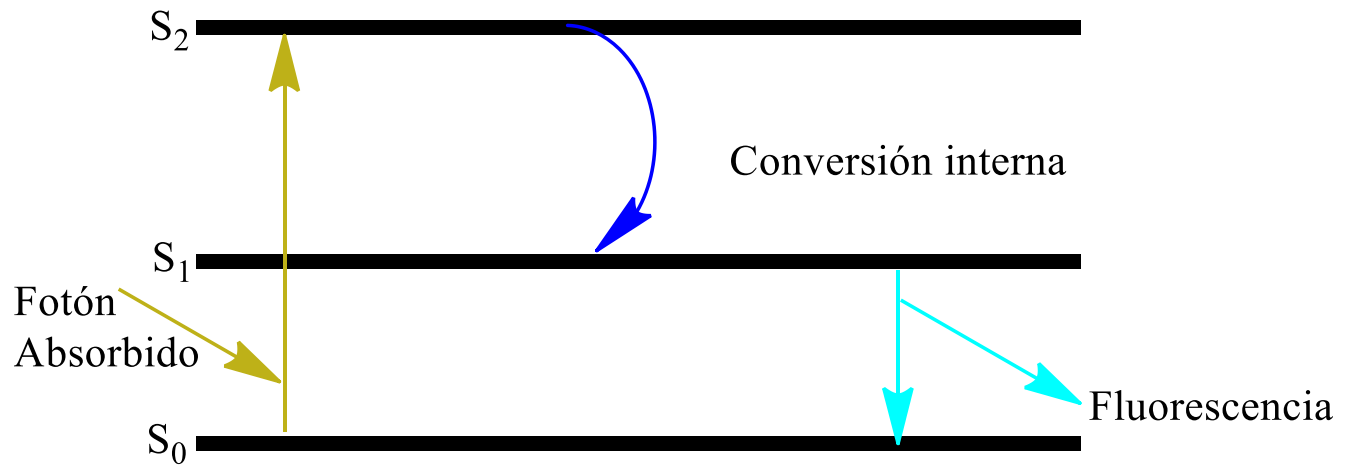 S₂
Conversión interna
S₁
Fotón
Absorbido
Fluorescencia
S₀